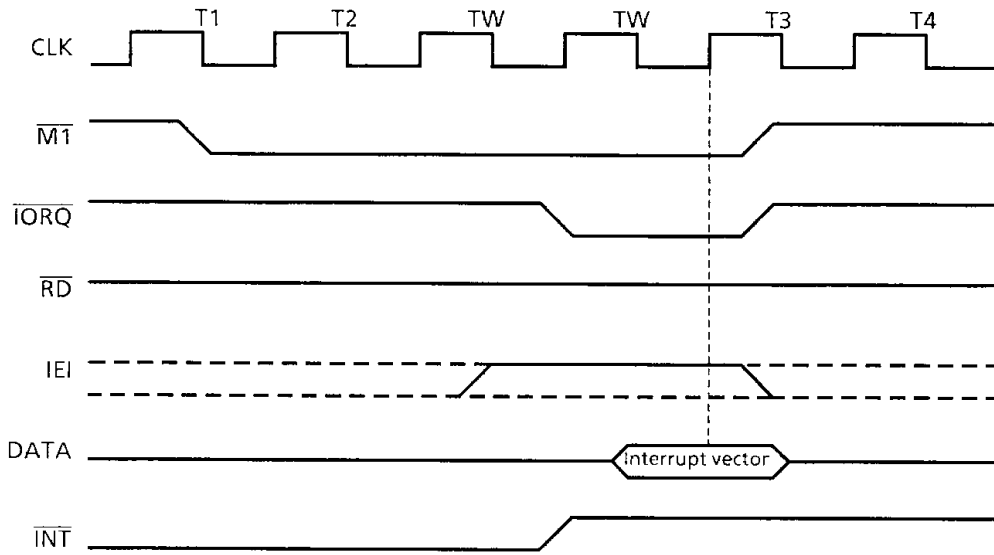 T1 T2 TW TW T3 T4
CLK
M1
IORQ
RD
IEI
DATA
Interrupt vector
INT